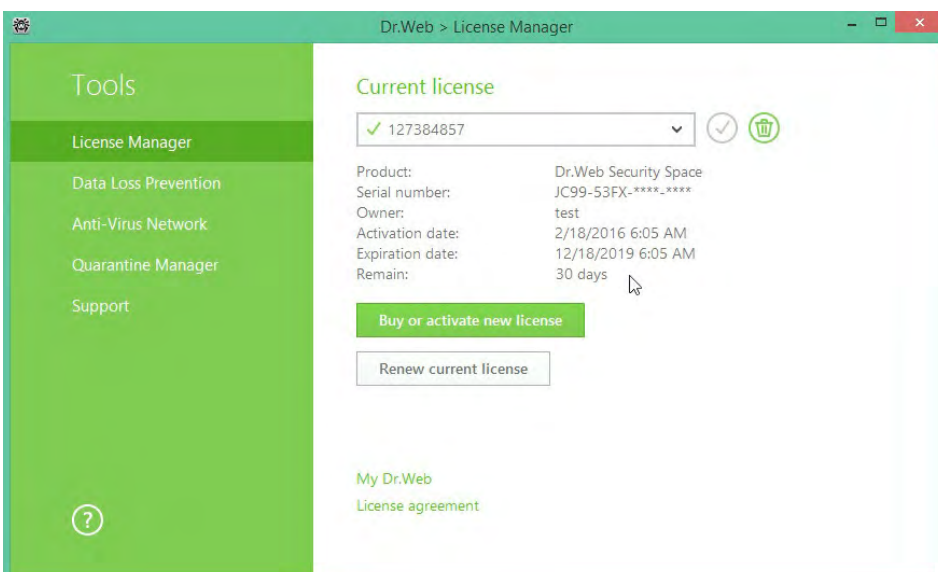 Dr.Web > License Manager
Tools
License Manager
Data Loss Prevention
Anti-Virus Network
Quarantine Manager
Support
?
Current license
127384857
Product: Dr.Web Security Space
Serial number: JC99-53FX-****-****
Owner: test
Activation date: 2/18/2016 6:05 AM
Expiration date: 12/18/2019 6:05 AM
Remain: 30 days
Buy or activate new license
Renew current license
My Dr.Web
License agreement